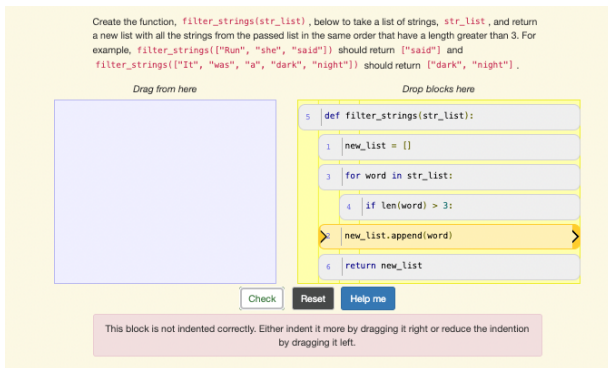 Create the function, filter_strings(str_list) , below to take a list of strings, str_list , and return
a new list with all the strings from the passed list in the same order that have a length greater than 3. For
example, filter_strings(["Run", "she", "said"]) should return ["said"] and
filter_strings(["It", "was", "a", "dark", "night"]) should return ["dark", "night"] .
Drag from here
Drop blocks here
5 def filter_strings(str_list):
1 new_list = []
3 for word in str_list:
4 if len(word) > 3:
2 new_list.append(word)
6 return new_list
Check Reset Help me
This block is not indented correctly. Either indent it more by dragging it right or reduce the indention
by dragging it left.